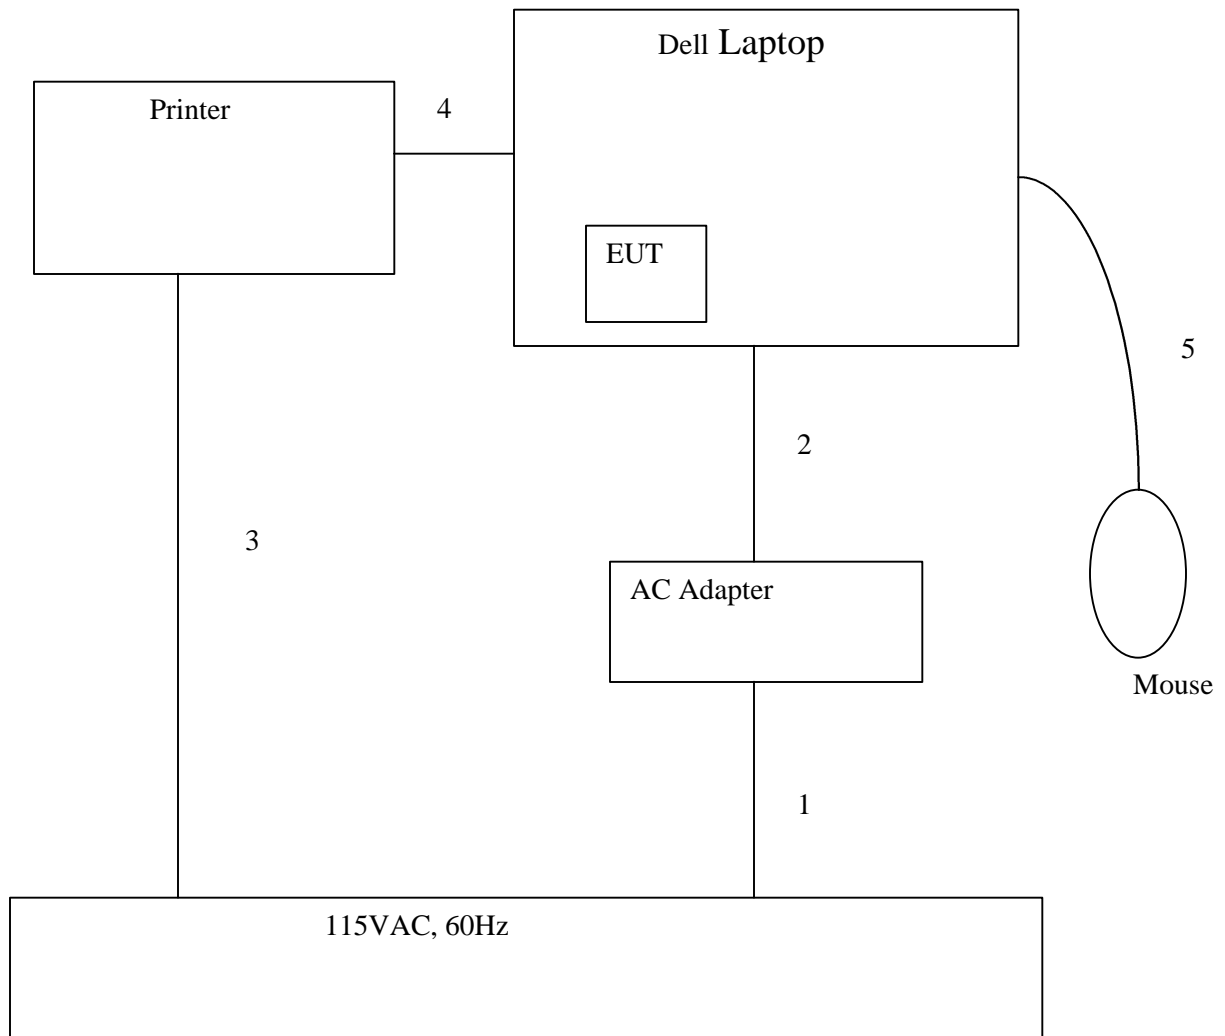 Dell Laptop
Printer
4
EUT
5
2
3
AC Adapter
Mouse
1
115VAC, 60Hz